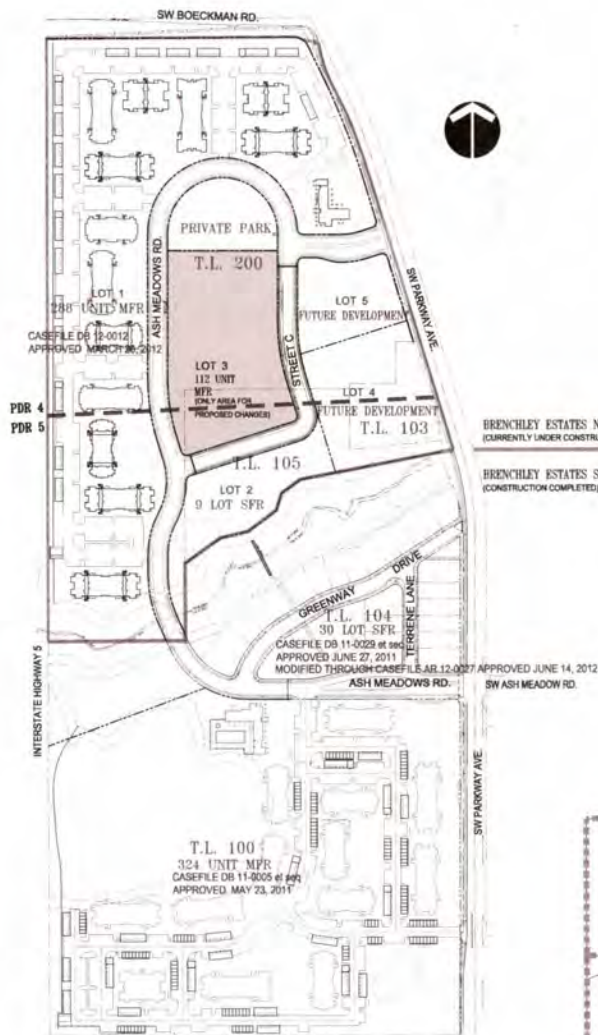 SW BOECKMAN RD.
PRIVATE PARK
T.L. 200
ASH MEADOWS RD.
SW PARKWAY AVE.
LOT 1
288 UNIT MFR
CASEFILE DB 12-0012
APPROVED MARCH 26, 2012
LOT 5
FUTURE DEVELOPMENT
STREET C
LOT 3
112 UNIT
MFR
(ONLY AREA FOR
PROPOSED CHANGES)
LOT 4
FUTURE DEVELOPMENT
T.L. 103
PDR 4
PDR 5
BRENCHLEY ESTATES N
(CURRENTLY UNDER CONSTRU
BRENCHLEY ESTATES S
(CONSTRUCTION COMPLETED)
T.L. 105
LOT 2
9 LOT SFR
GREENWAY DRIVE
TERRENE LANE
T.L. 104
30 LOT SFR
CASEFILE DB 11-0029 et seq
APPROVED JUNE 27, 2011
MODIFIED THROUGH CASEFILE AR 12-0027 APPROVED JUNE 14, 2012
ASH MEADOWS RD.
SW ASH MEADOW RD.
INTERSTATE HIGHWAY 5
SW PARKWAY AVE.
T.L. 100
324 UNIT MFR
CASEFILE DB 11-0005 et seq
APPROVED MAY 23, 2011